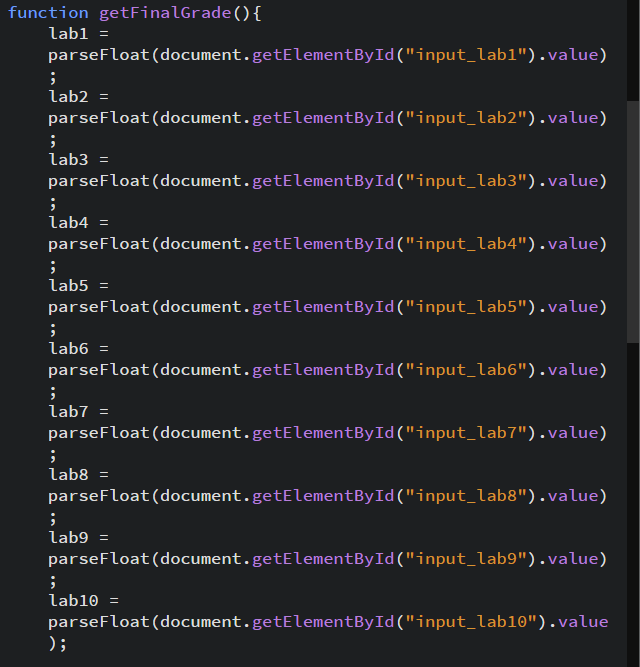 function getFinalGrade(){
lab1 =
parseFloat(document.getElementById("input_lab1").value)
;
lab2 =
parseFloat(document.getElementById("input_lab2").value)
;
lab3 =
parseFloat(document.getElementById("input_lab3").value)
;
lab4 =
parseFloat(document.getElementById("input_lab4").value)
;
lab5 =
parseFloat(document.getElementById("input_lab5").value)
;
lab6 =
parseFloat(document.getElementById("input_lab6").value)
;
lab7 =
parseFloat(document.getElementById("input_lab7").value)
;
lab8 =
parseFloat(document.getElementById("input_lab8").value)
;
lab9 =
parseFloat(document.getElementById("input_lab9").value)
;
lab10 =
parseFloat(document.getElementById("input_lab10").value
);